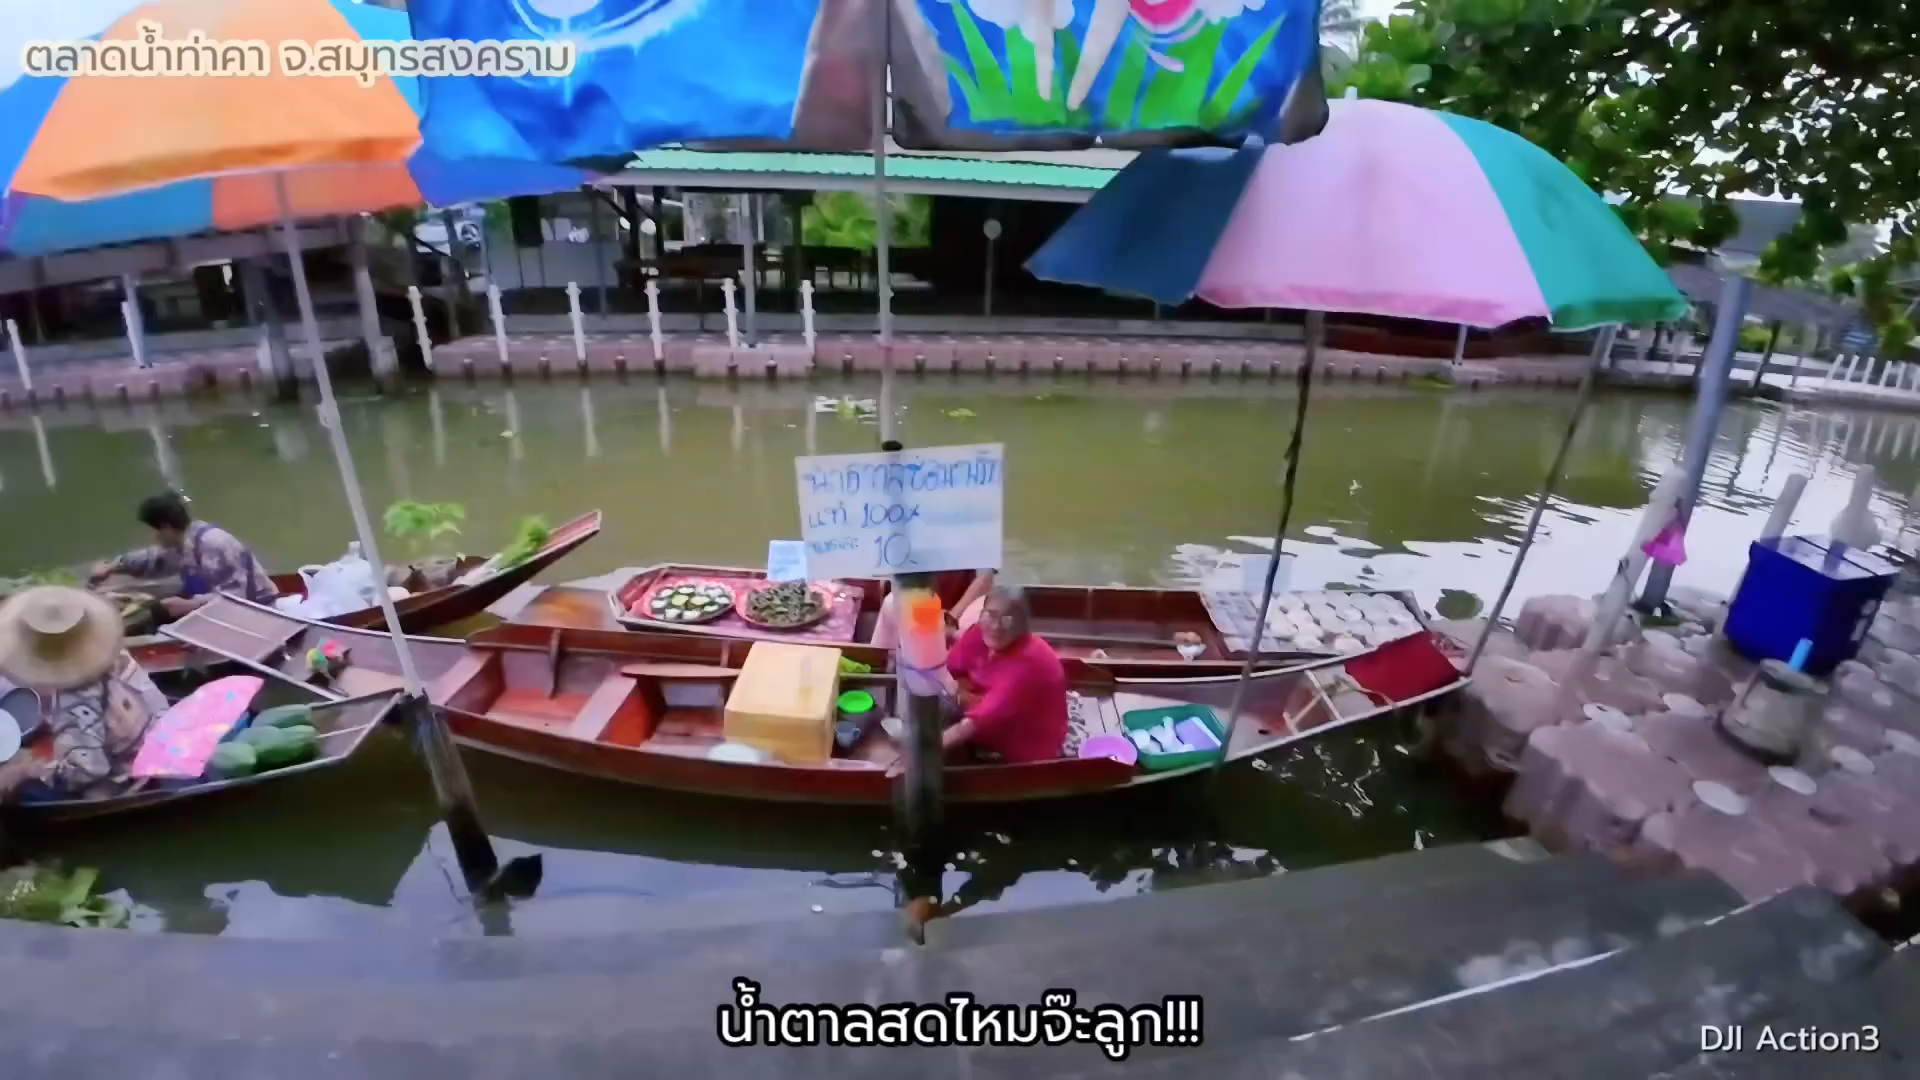 ตลาดน้ำท่าคา จ.สมุทรสงคราม
แท้ 100%
10.-
น้ำตาลสดไหมจ๊ะลูก!!!
DJI Action3